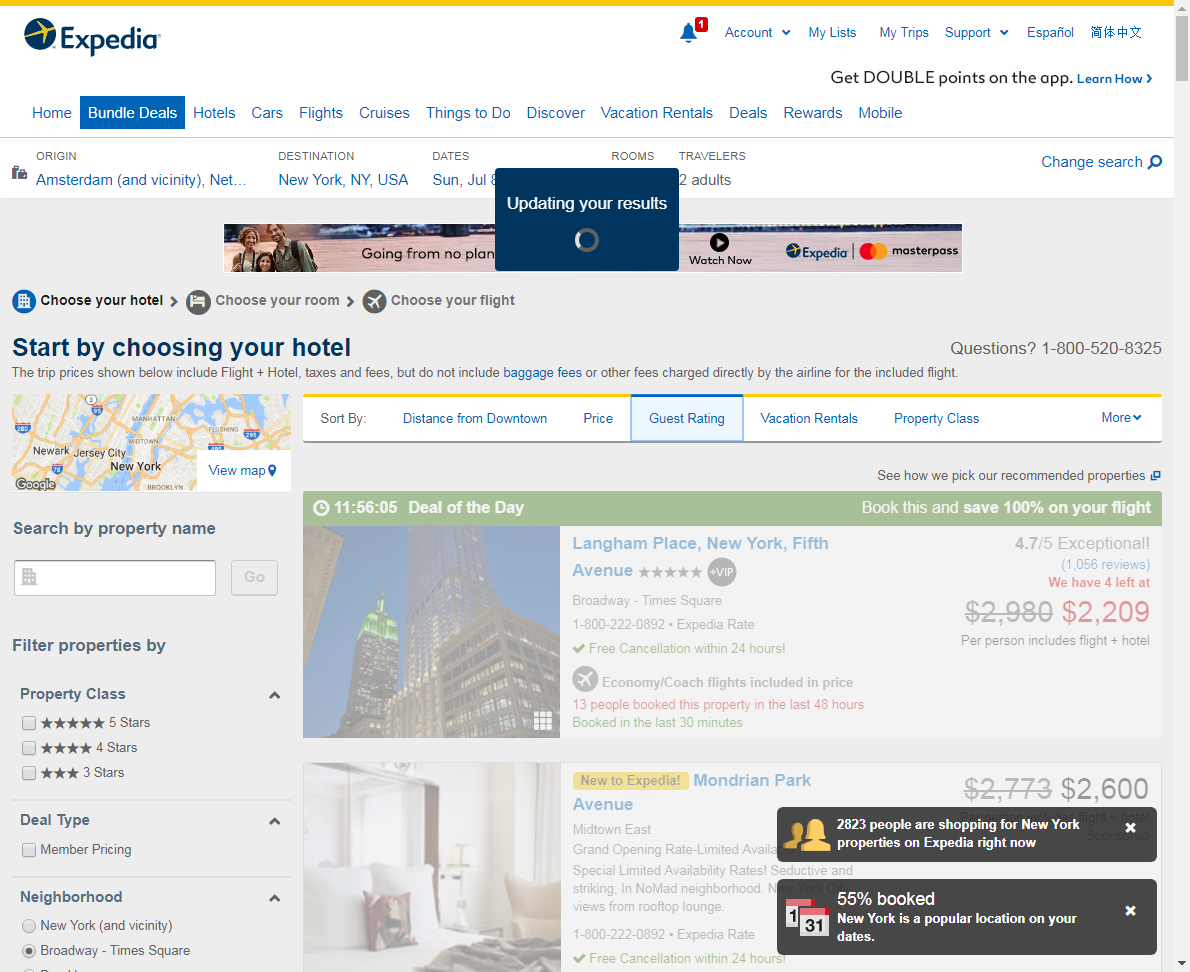 Expedia
1
Account
My Lists
My Trips
Support
Español
简体中文
Get DOUBLE points on the app. Learn How
Home
Bundle Deals
Hotels
Cars
Flights
Cruises
Things to Do
Discover
Vacation Rentals
Deals
Rewards
Mobile
ORIGIN
Amsterdam (and vicinity), Net...
DESTINATION
New York, NY, USA
DATES
Sun, Jul
ROOMS
TRAVELERS
2 adults
Change search
Updating your results
Going from no plan
Watch Now
Expedia
masterpass
Choose your hotel
Choose your room
Choose your flight
Start by choosing your hotel
Questions? 1-800-520-8325
The trip prices shown below include Flight + Hotel, taxes and fees, but do not include baggage fees or other fees charged directly by the airline for the included flight.
MANHATTAN
FLUSHING
MIDTOWN
Newark
Jersey City
New York
BROOKLYN
3
95
280
295
495
78
Google
View map
Sort By:
Distance from Downtown
Price
Guest Rating
Vacation Rentals
Property Class
More
See how we pick our recommended properties
Search by property name
Go
Filter properties by
Property Class
5 Stars
4 Stars
3 Stars
Deal Type
Member Pricing
Neighborhood
New York (and vicinity)
Broadway - Times Square
11:56:05 Deal of the Day
Book this and save 100% on your flight
Langham Place, New York, Fifth
Avenue
+VIP
Broadway - Times Square
1-800-222-0892 • Expedia Rate
Free Cancellation within 24 hours!
Economy/Coach flights included in price
13 people booked this property in the last 48 hours
Booked in the last 30 minutes
4.7/5 Exceptional!
(1,056 reviews)
We have 4 left at
$2,980 $2,209
Per person includes flight + hotel
New to Expedia! Mondrian Park
Avenue
Midtown East
Grand Opening Rate-Limited
Special Limited Availability Rates! Seductive and
striking, In NoMad neighborhood. New York City
views from rooftop lounge.
1-800-222-0892 • Expedia Rate
Free Cancellation within 24 hours!
$2,773 $2,600
Per person includes flight + hotel
Sponsored
2823 people are shopping for New York
properties on Expedia right now
1
31
55% booked
New York is a popular location on your
dates.